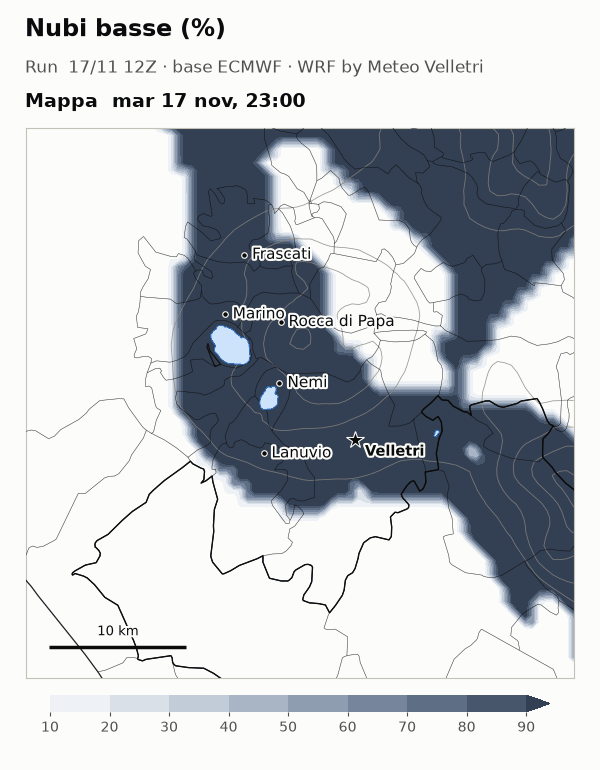 Nubi basse (%)
Run  17/11 12Z · base ECMWF · WRF by Meteo Velletri
Mappa  mar 17 nov, 23:00
Frascati
Marino
Rocca di Papa
Nemi
Velletri
Lanuvio
10 km
10 20 30 40 50 60 70 80 90